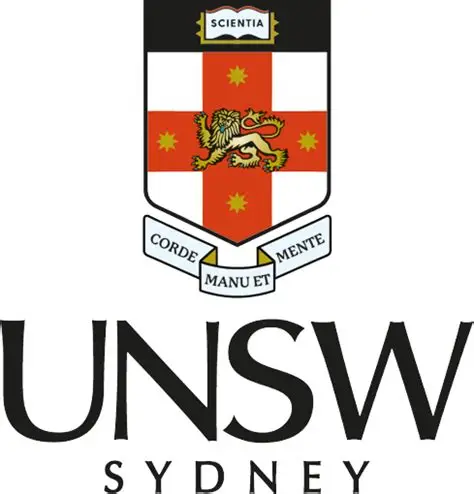 SCIENTIA
CORDE MANU ET MENTE
UNSW
SYDNEY